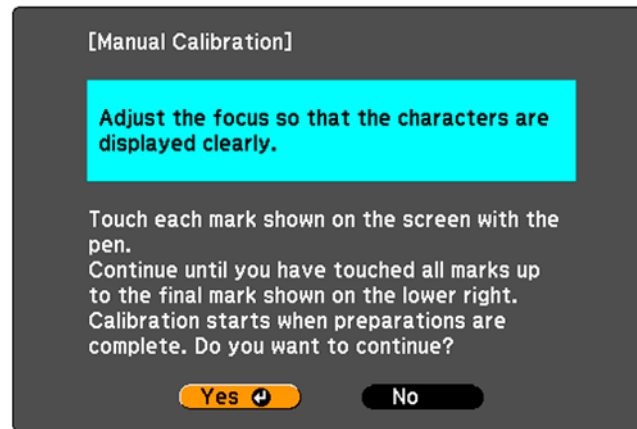 [Manual Calibration]
Adjust the focus so that the characters are
displayed clearly.
Touch each mark shown on the screen with the
pen.
Continue until you have touched all marks up
to the final mark shown on the lower right.
Calibration starts when preparations are
complete. Do you want to continue?
Yes No